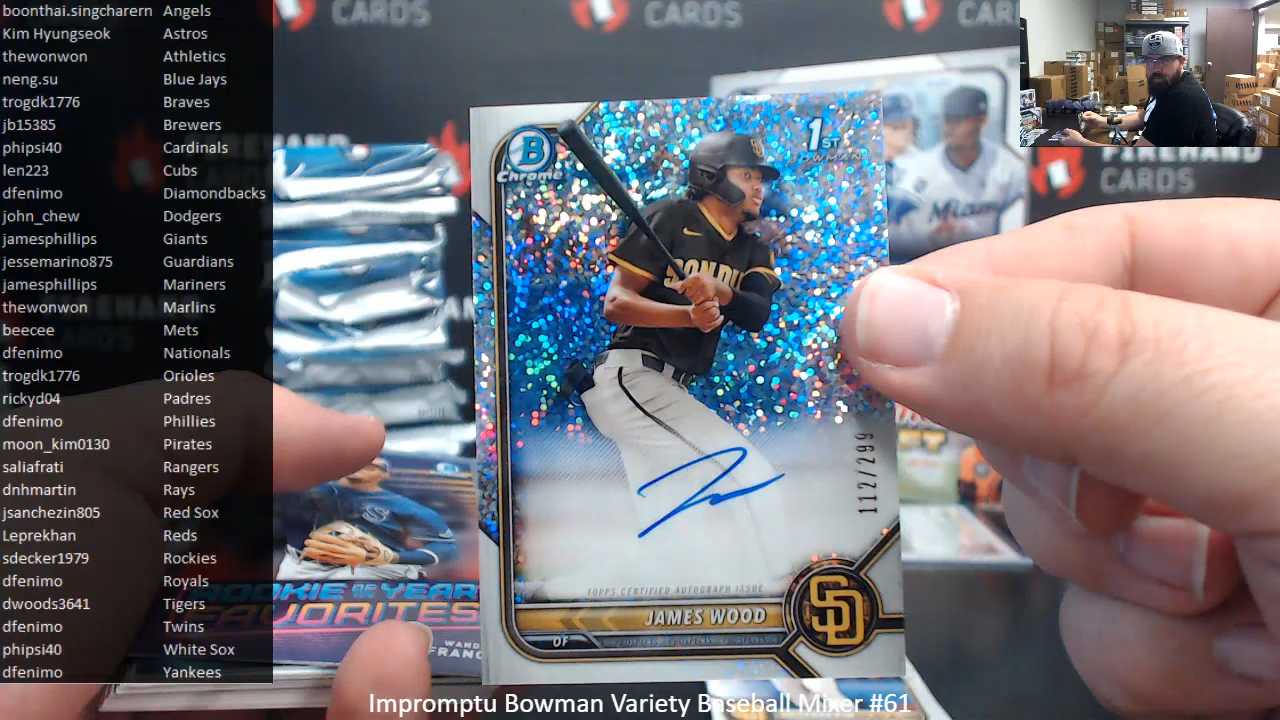 boonthai.singcharern Angels
Kim Hyungseok Astros
thewonwon Athletics
neng.su Blue Jays
trogdk1776 Braves
jb15385 Brewers
phipsi40 Cardinals
len223 Cubs
dfenimo Diamondbacks
john_chew Dodgers
jamesphillips Giants
jessemarino875 Guardians
jamesphillips Mariners
thewonwon Marlins
beecee Mets
dfenimo Nationals
trogdk1776 Orioles
rickyd04 Padres
dfenimo Phillies
moon_kim0130 Pirates
saliafrati Rangers
dnhmartin Rays
jsanchezin805 Red Sox
Leprekhan Reds
sdecker1979 Rockies
dfenimo Royals
dwoods3641 Tigers
dfenimo Twins
phipsi40 White Sox
dfenimo Yankees
CARDS
CARDS
CARDS
FIREHAND
CARDS
B
Chrome
1ST
BOWMAN
Miami
112/299
TOPPS CERTIFIED AUTOGRAPH ISSUE
JAMES WOOD
OF
SD
ROOKIE OF THE YEAR
FAVORITES
Impromptu Bowman Variety Baseball Mixer #61